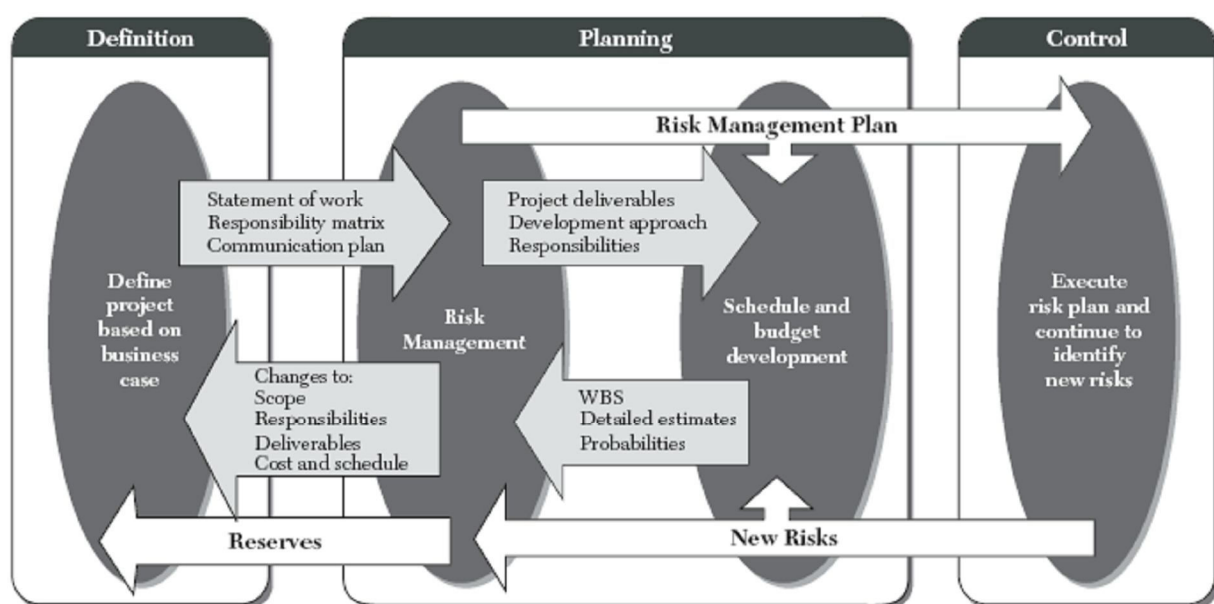 Definition
Planning
Control
Risk Management Plan
Statement of work
Responsibility matrix
Communication plan
Project deliverables
Development approach
Responsibilities
Define
project
based on
business
case
Risk
Management
Schedule and
budget
development
Execute
risk plan and
continue to
identify
new risks
Changes to:
Scope
Responsibilities
Deliverables
Cost and schedule
WBS
Detailed estimates
Probabilities
Reserves
New Risks